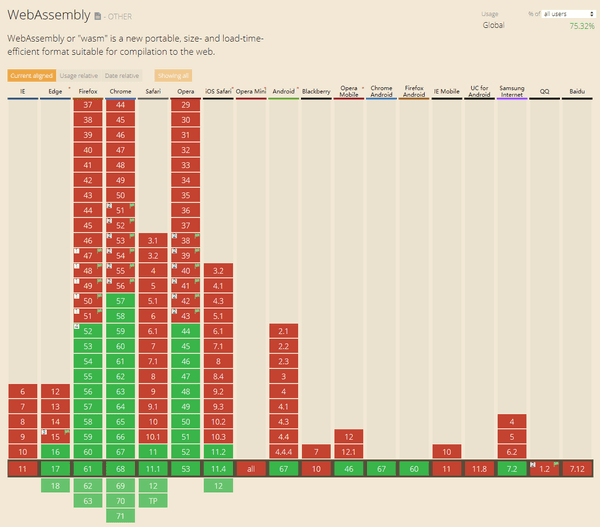 WebAssembly - OTHER
Usage % of all users
Global 75.32%
WebAssembly or "wasm" is a new portable, size- and load-time-
efficient format suitable for compilation to the web.
Current aligned Usage relative Date relative Showing all
IE Edge Firefox Chrome Safari Opera iOS Safari Opera Mini Android Blackberry Opera Mobile Chrome Android Firefox Android IE Mobile UC for Android Samsung Internet QQ Baidu
37 44 29
38 45 30
39 46 31
40 47 32
41 48 33
42 49 34
43 50 35
44 51 36
45 52 37
46 53 3.1 38
47 54 3.2 39
48 55 4 40 3.2
49 56 5 41 4.1
50 57 5.1 42 4.3
51 58 6 43 5.1
52 59 6.1 44 6.1 2.1
53 60 7 45 7.1 2.2
54 61 7.1 46 8 2.3
55 62 8 47 8.4 3
6 12 56 63 9 48 9.2 4
7 13 57 64 9.1 49 9.3 4.1
8 14 58 65 10 50 10.2 4.3 4
9 15 59 66 10.1 51 10.3 4.4 12 5
10 16 60 67 11 52 11.2 4.4.4 7 12.1 10 6.2
11 17 61 68 11.1 53 11.4 all 67 10 46 67 60 11 11.8 7.2 1.2 7.12
18 62 69 12 12
63 70 TP
71